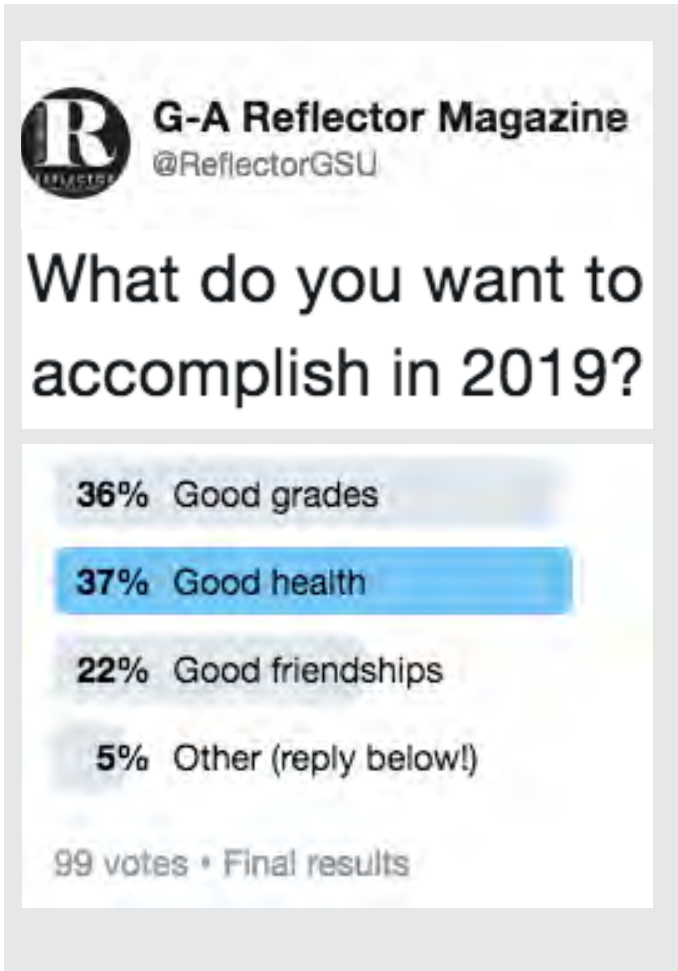 R
REFLECTOR
G-A Reflector Magazine
@ReflectorGSU
What do you want to
accomplish in 2019?
36% Good grades
37% Good health
22% Good friendships
5% Other (reply below!)
99 votes • Final results